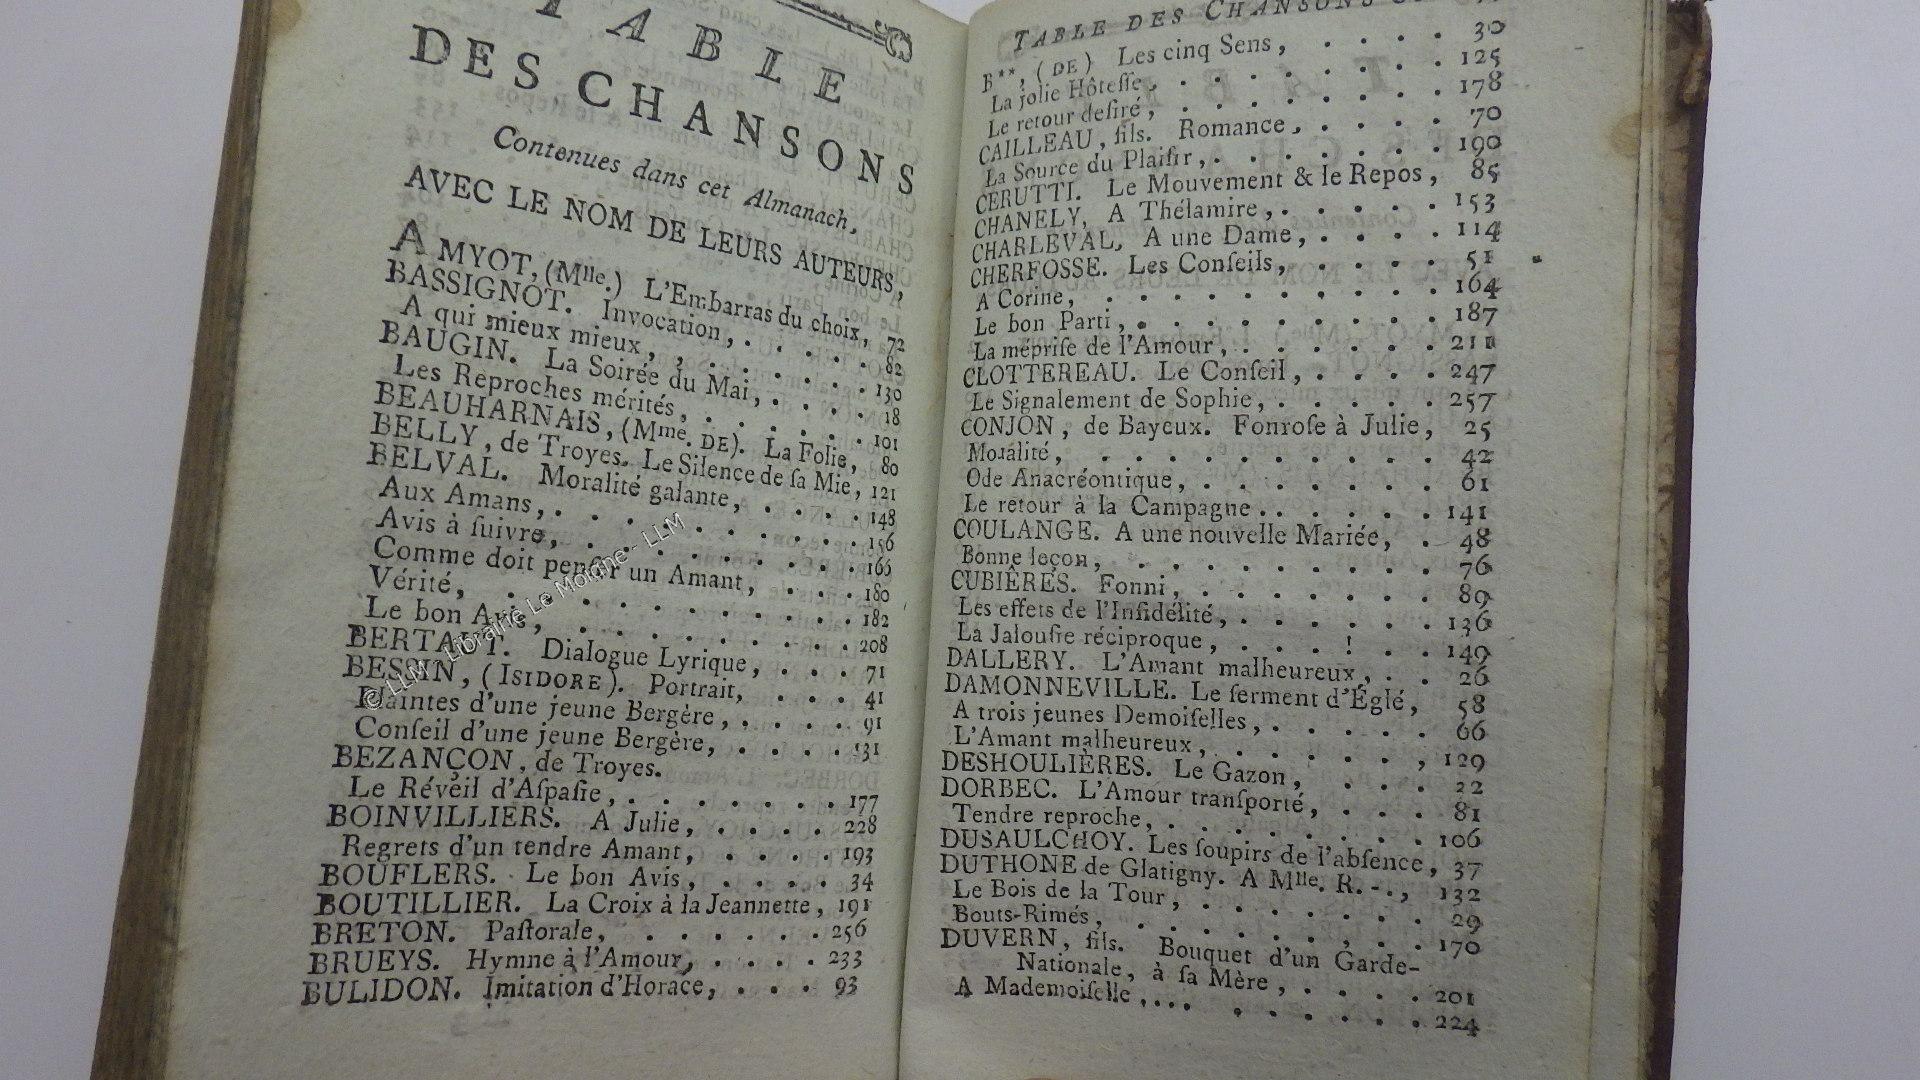 TABLE
DES CHANSONS
Contenues dans cet Almanach,
AVEC LE NOM DE LEURS AUTEURS,
AMYOT, (Mlle.) L'Embarras du choix, 72
BASSIGNOT. Invocation, . . . . . 82
A qui mieux mieux, , . . . . . . 130
BAUGIN. La Soirée du Mai, . . . . 18
Les Reproches mérités, . . . . . . 101
BEAUHARNAIS, (Mme. DE). La Folie, 80
BELLY, de Troyes. Le Silence de ſa Mie, 121
BELVAL. Moralité galante, . . . . 148
Aux Amans, . . . . . . . . . 156
Avis à ſuivre, . . . . . . . . . 166
Comme doit penſer un Amant, . . . 180
Vérité, . . . . . . . . . . . 182
Le bon Avis, . . . . . . . . . 208
BERTAUT. Dialogue Lyrique, . . . 71
BESSIN, (ISIDORE). Portrait, . . . 41
Plaintes d'une jeune Bergère, . . . . 91
Conſeil d'une jeune Bergère, . . . . 131
BEZANÇON, de Troyes.
Le Réveil d'Aſpaſie, . . . . . . . 177
BOINVILLIERS. A Julie, . . . . 228
Regrets d'un tendre Amant, . . . . 193
BOUFLERS. Le bon Avis, . . . . 34
BOUTILLIER. La Croix à la Jeannette, 191
BRETON. Paſtorale, . . . . . . 256
BRUEYS. Hymne à l'Amour, . . . . 233
BULIDON. Imitation d'Horace, . . . 93
© LLM - Librairie Le Moigne - LLM
TABLE DES CHANSONS
B**, (DE) Les cinq Sens, . . . . 30
La jolie Hôteſſe, . . . . . . . . 125
Le retour deſiré, . . . . . . . . 178
CAILLEAU, fils. Romance, . . . . 70
La Source du Plaiſir, . . . . . . . 190
CERUTTI. Le Mouvement & le Repos, 85
CHANELY, A Thélamire, . . . . . 153
CHARLEVAL, A une Dame, . . . . 114
CHERFOSSE. Les Conſeils, . . . . 51
A Corine, . . . . . . . . . . 164
Le bon Parti, . . . . . . . . . 187
La mépriſe de l'Amour, . . . . . . 211
CLOTTEREAU. Le Conſeil, . . . . 247
Le Signalement de Sophie, . . . . . 257
CONJON, de Bayeux. Fonroſe à Julie, 25
Moralité, . . . . . . . . . . 42
Ode Anacréontique, . . . . . . . 61
Le retour à la Campagne . . . . . . 141
COULANGE. A une nouvelle Mariée, . 48
Bonne leçon, . . . . . . . . . 76
CUBIÈRES. Fonni, . . . . . . . 89
Les effets de l'Infidélité, . . . . . . 136
La Jalouſie réciproque, . . . ! . . 149
DALLERY. L'Amant malheureux, . . 26
DAMONNEVILLE. Le ſerment d'Églé, 58
A trois jeunes Demoiſelles, . . . . . 66
L'Amant malheureux, . . . . . . , 129
DESHOULIÈRES. Le Gazon, . . . 22
DORBEC. L'Amour tranſporté, . . . 81
Tendre reproche, . . . . . . . . 106
DUSAULCHOY. Les ſoupirs de l'abſence, 37
DUTHONE de Glatigny. A Mlle. R. - . , 132
Le Bois de la Tour, . . . . . . . 29
Bouts-Rimés, . . . . . . , . . 170
DUVERN, fils. Bouquet d'un Garde-
Nationale, à ſa Mère, . . . . . 201
A Mademoiſelle, . . . . . . . . . 224